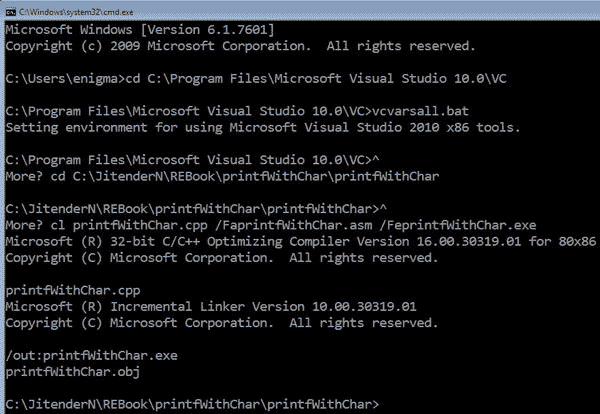 C:\Windows\system32\cmd.exe
Microsoft Windows [Version 6.1.7601]
Copyright (c) 2009 Microsoft Corporation.  All rights reserved.
C:\Users\enigma>cd C:\Program Files\Microsoft Visual Studio 10.0\VC
C:\Program Files\Microsoft Visual Studio 10.0\VC>vcvarsall.bat
Setting environment for using Microsoft Visual Studio 2010 x86 tools.
C:\Program Files\Microsoft Visual Studio 10.0\VC>^
More? cd C:\JitenderN\REBook\printfWithChar\printfWithChar
C:\JitenderN\REBook\printfWithChar\printfWithChar>^
More? cl printfWithChar.cpp /FaprintfWithChar.asm /FeprintfWithChar.exe
Microsoft (R) 32-bit C/C++ Optimizing Compiler Version 16.00.30319.01 for 80x86
Copyright (C) Microsoft Corporation.  All rights reserved.
printfWithChar.cpp
Microsoft (R) Incremental Linker Version 10.00.30319.01
Copyright (C) Microsoft Corporation.  All rights reserved.
/out:printfWithChar.exe
printfWithChar.obj
C:\JitenderN\REBook\printfWithChar\printfWithChar>